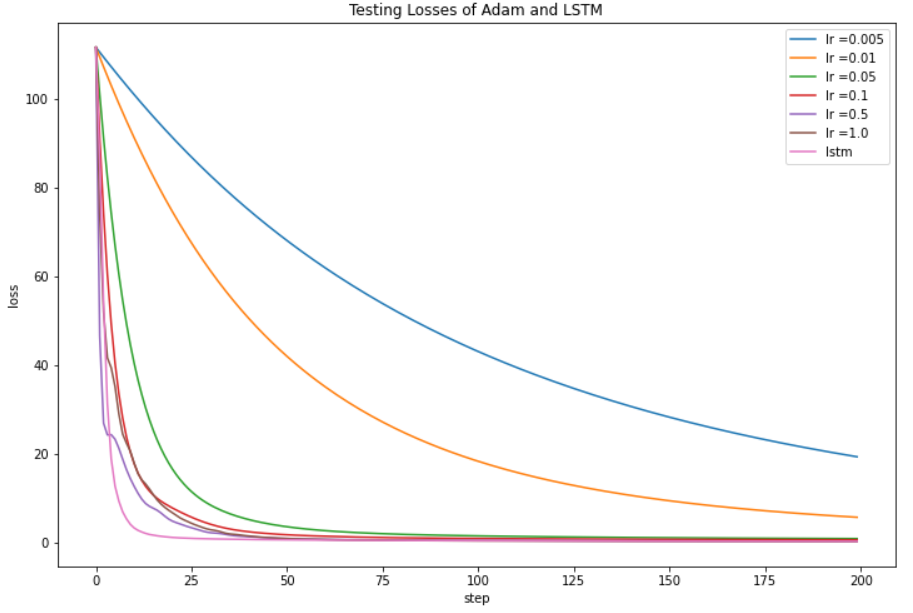 Testing Losses of Adam and LSTM
lr =0.005
lr =0.01
lr =0.05
lr =0.1
lr =0.5
lr =1.0
lstm
100
80
60
40
20
0
loss
0 25 50 75 100 125 150 175 200
step